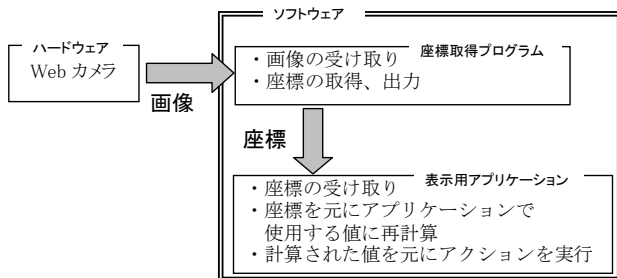 ソフトウェア
ハードウェア
Web カメラ
画像
座標取得プログラム
・画像の受け取り
・座標の取得、出力
座標
表示用アプリケーション
・座標の受け取り
・座標を元にアプリケーションで
使用する値に再計算
・計算された値を元にアクションを実行